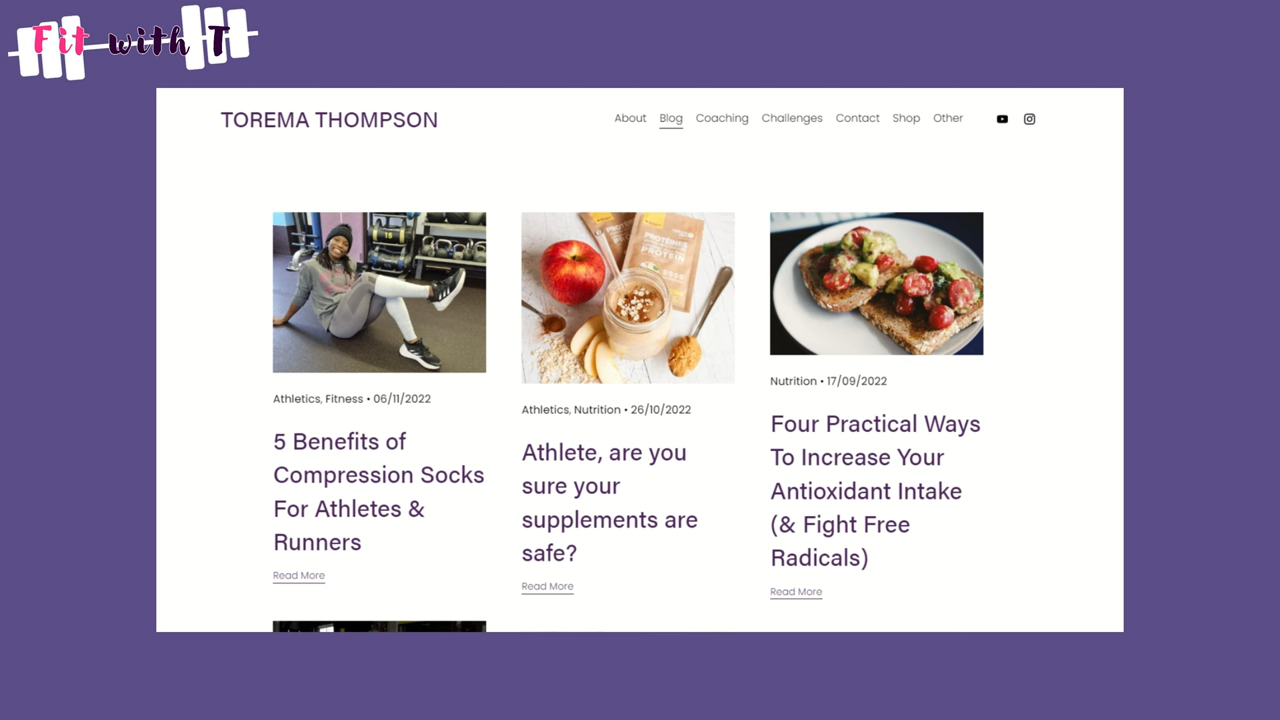 Fit with T
TOREMA THOMPSON
About Blog Coaching Challenges Contact Shop Other
15
PROTEIN
Athletics, Fitness • 06/11/2022
5 Benefits of
Compression Socks
For Athletes &
Runners
Read More
Athletics, Nutrition • 26/10/2022
Athlete, are you
sure your
supplements are
safe?
Read More
Nutrition • 17/09/2022
Four Practical Ways
To Increase Your
Antioxidant Intake
(& Fight Free
Radicals)
Read More